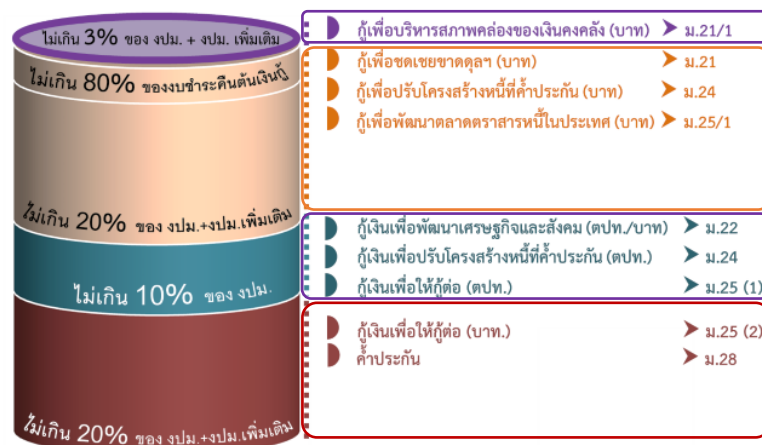 ไม่เกิน 3% ของ งปม. + งปม. เพิ่มเติม
ไม่เกิน 80% ของงบชำระคืนต้นเงินกู้
ไม่เกิน 20% ของ งปม.+งปม.เพิ่มเติม
ไม่เกิน 10% ของ งปม.
ไม่เกิน 20% ของ งปม.+งปม.เพิ่มเติม
กู้เพื่อบริหารสภาพคล่องของเงินคงคลัง (บาท) ➤ ม.21/1
กู้เพื่อชดเชยขาดดุลฯ (บาท) ➤ ม.21
กู้เพื่อปรับโครงสร้างหนี้ที่ค้ำประกัน (บาท) ➤ ม.24
กู้เพื่อพัฒนาตลาดตราสารหนี้ในประเทศ (บาท) ➤ ม.25/1
กู้เงินเพื่อพัฒนาเศรษฐกิจและสังคม (ตปท./บาท) ➤ ม.22
กู้เงินเพื่อปรับโครงสร้างหนี้ที่ค้ำประกัน (ตปท.) ➤ ม.24
กู้เงินเพื่อให้กู้ต่อ (ตปท.) ➤ ม.25 (1)
กู้เงินเพื่อให้กู้ต่อ (บาท.) ➤ ม.25 (2)
ค้ำประกัน ➤ ม.28